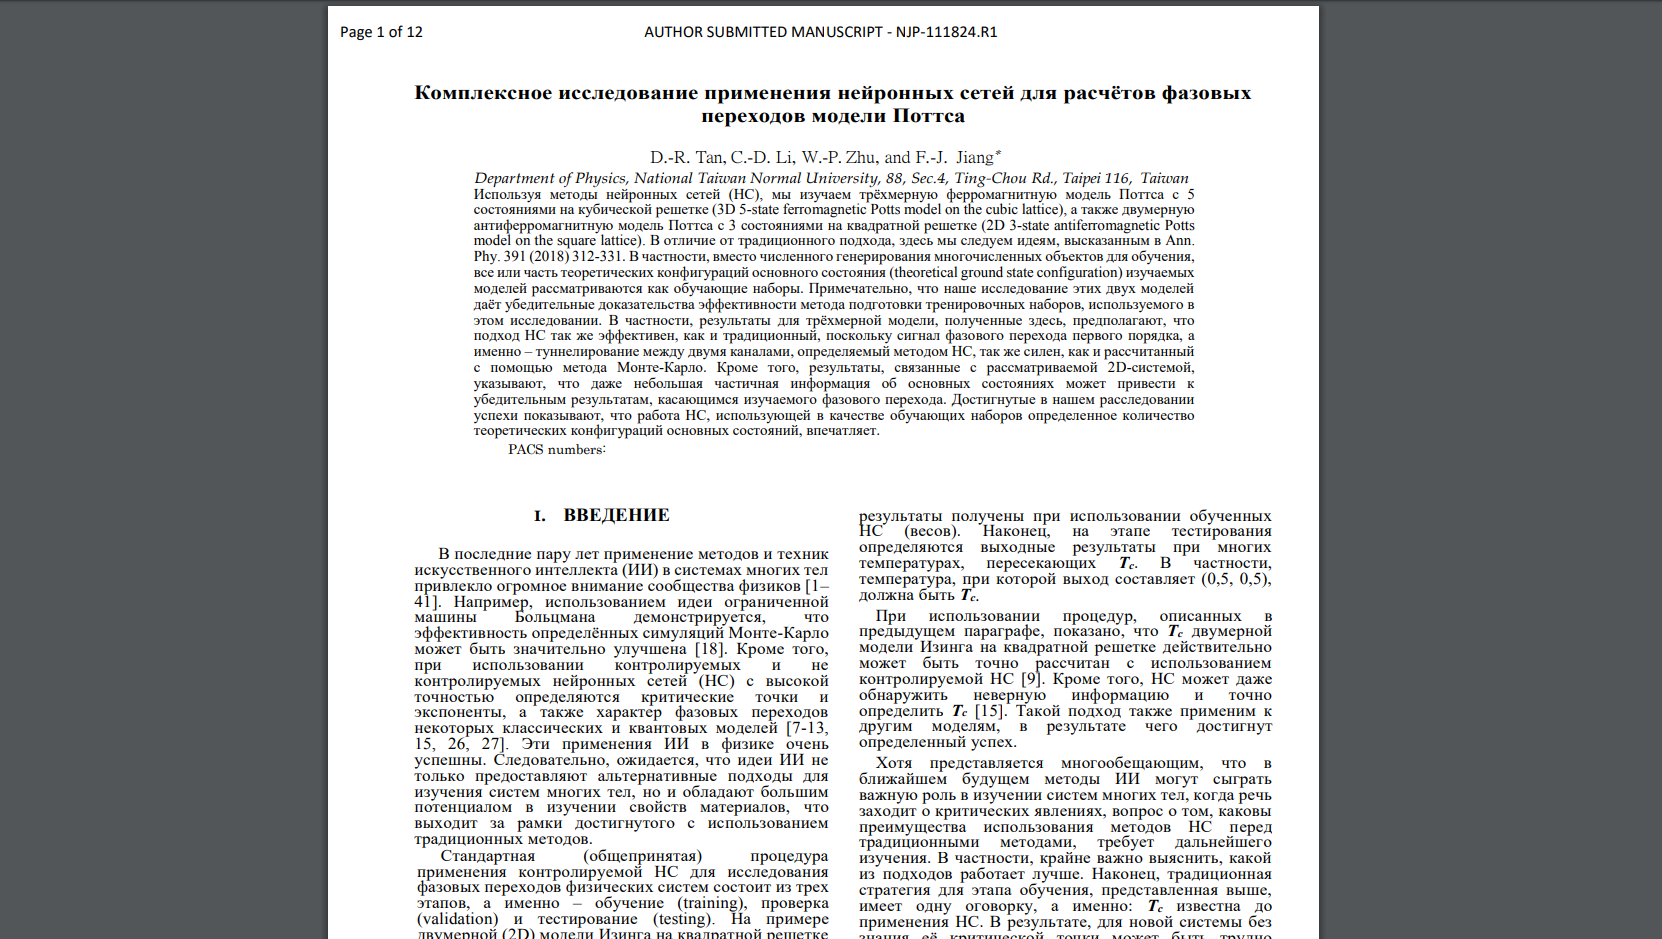 Page 1 of 12
AUTHOR SUBMITTED MANUSCRIPT - NJP-111824.R1
Комплексное исследование применения нейронных сетей для расчётов фазовых
переходов модели Поттса
D.-R. Tan, C.-D. Li, W.-P. Zhu, and F.-J. Jiang*
Department of Physics, National Taiwan Normal University, 88, Sec.4, Ting-Chou Rd., Taipei 116, Taiwan
Используя методы нейронных сетей (НС), мы изучаем трёхмерную ферромагнитную модель Поттса с 5
состояниями на кубической решетке (3D 5-state ferromagnetic Potts model on the cubic lattice), а также двумерную
антиферромагнитную модель Поттса с 3 состояниями на квадратной решетке (2D 3-state antiferromagnetic Potts
model on the square lattice). В отличие от традиционного подхода, здесь мы следуем идеям, высказанным в Ann.
Phy. 391 (2018) 312-331. В частности, вместо численного генерирования многочисленных объектов для обучения,
все или часть теоретических конфигураций основного состояния (theoretical ground state configuration) изучаемых
моделей рассматриваются как обучающие наборы. Примечательно, что наше исследование этих двух моделей
даёт убедительные доказательства эффективности метода подготовки тренировочных наборов, используемого в
этом исследовании. В частности, результаты для трёхмерной модели, полученные здесь, предполагают, что
подход НС так же эффективен, как и традиционный, поскольку сигнал фазового перехода первого порядка, а
именно – туннелирование между двумя каналами, определяемый методом НС, так же силен, как и рассчитанный
с помощью метода Монте-Карло. Кроме того, результаты, связанные с рассматриваемой 2D-системой,
указывают, что даже небольшая частичная информация об основных состояниях может привести к
убедительным результатам, касающимся изучаемого фазового перехода. Достигнутые в нашем расследовании
успехи показывают, что работа НС, использующей в качестве обучающих наборов определенное количество
теоретических конфигураций основных состояний, впечатляет.
PACS numbers:
I. ВВЕДЕНИЕ
В последние пару лет применение методов и техник
искусственного интеллекта (ИИ) в системах многих тел
привлекло огромное внимание сообщества физиков [1–
41]. Например, использованием идеи ограниченной
машины Больцмана демонстрируется, что
эффективность определённых симуляций Монте-Карло
может быть значительно улучшена [18]. Кроме того,
при использовании контролируемых и не
контролируемых нейронных сетей (НС) с высокой
точностью определяются критические точки и
экспоненты, а также характер фазовых переходов
некоторых классических и квантовых моделей [7-13,
15, 26, 27]. Эти применения ИИ в физике очень
успешны. Следовательно, ожидается, что идеи ИИ не
только предоставляют альтернативные подходы для
изучения систем многих тел, но и обладают большим
потенциалом в изучении свойств материалов, что
выходит за рамки достигнутого с использованием
традиционных методов.
Стандартная (общепринятая) процедура
применения контролируемой НС для исследования
фазовых переходов физических систем состоит из трех
этапов, а именно – обучение (training), проверка
(validation) и тестирование (testing). На примере
двумерной (2D) модели Изинга на квадратной решетке
результаты получены при использовании обученных
НС (весов). Наконец, на этапе тестирования
определяются выходные результаты при многих
температурах, пересекающих Tc. В частности,
температура, при которой выход составляет (0,5, 0,5),
должна быть Tc.
При использовании процедур, описанных в
предыдущем параграфе, показано, что Tc двумерной
модели Изинга на квадратной решетке действительно
может быть точно рассчитан с использованием
контролируемой НС [9]. Кроме того, НС может даже
обнаружить неверную информацию и точно
определить Tc [15]. Такой подход также применим к
другим моделям, в результате чего достигнут
определенный успех.
Хотя представляется многообещающим, что в
ближайшем будущем методы ИИ могут сыграть
важную роль в изучении систем многих тел, когда речь
заходит о критических явлениях, вопрос о том, каковы
преимущества использования методов НС перед
традиционными методами, требует дальнейшего
изучения. В частности, крайне важно выяснить, какой
из подходов работает лучше. Наконец, традиционная
стратегия для этапа обучения, представленная выше,
имеет одну оговорку, а именно: Tc известна до
применения НС. В результате, для новой системы без
знания её критической точки может быть трудно